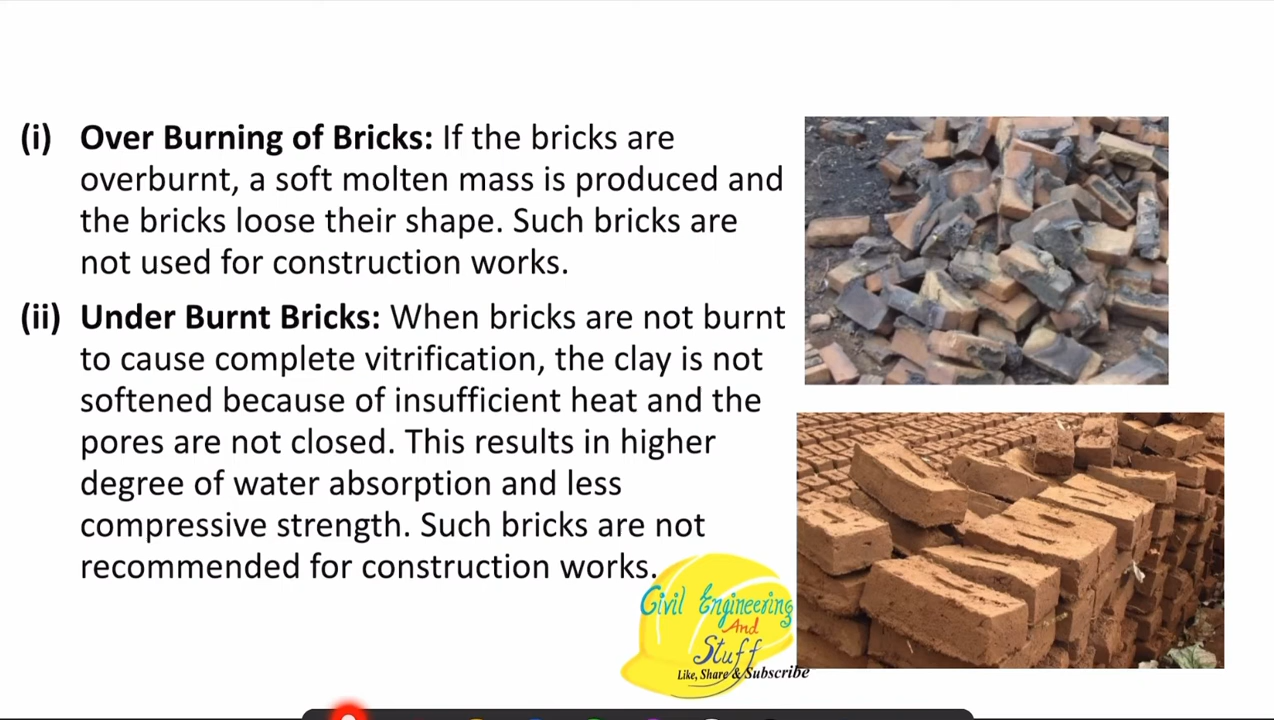 (i) Over Burning of Bricks: If the bricks are
overburnt, a soft molten mass is produced and
the bricks loose their shape. Such bricks are
not used for construction works.
(ii) Under Burnt Bricks: When bricks are not burnt
to cause complete vitrification, the clay is not
softened because of insufficient heat and the
pores are not closed. This results in higher
degree of water absorption and less
compressive strength. Such bricks are not
recommended for construction works.
Civil Engineering
And
Stuff
Like, Share & Subscribe